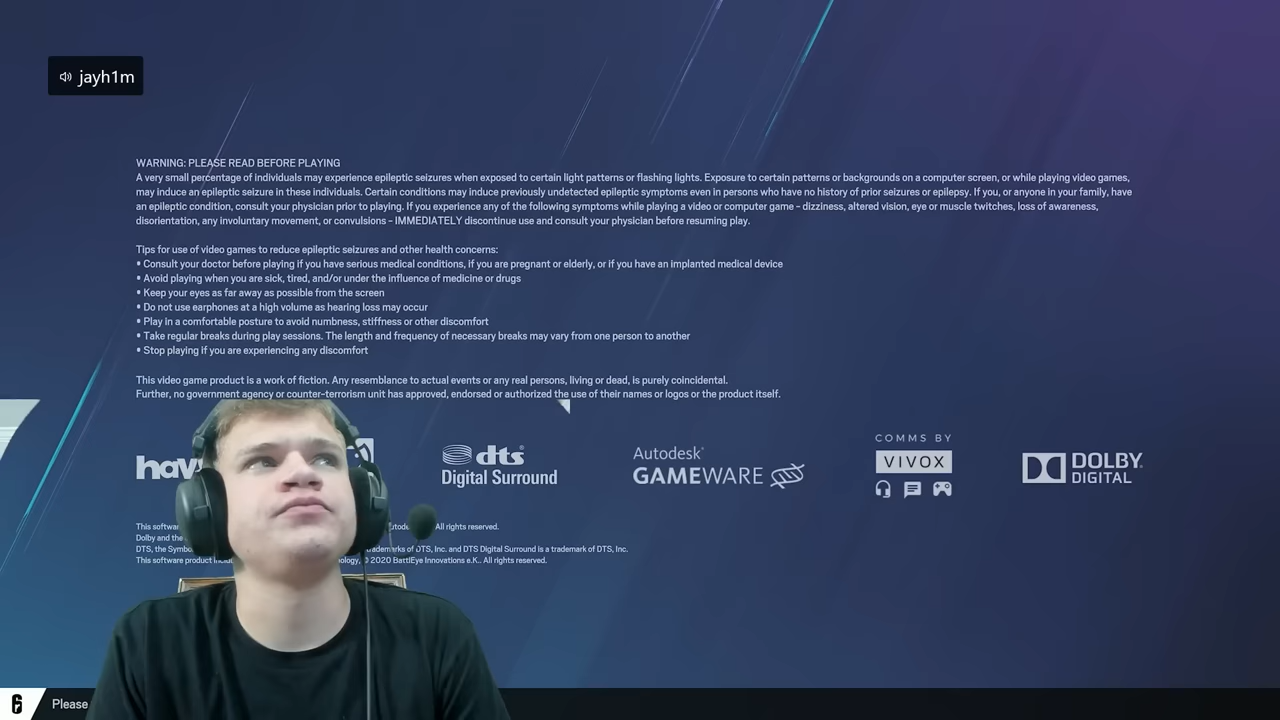 jayh1m
WARNING: PLEASE READ BEFORE PLAYING
A very small percentage of individuals may experience epileptic seizures when exposed to certain light patterns or flashing lights. Exposure to certain patterns or backgrounds on a computer screen, or while playing video games,
may induce an epileptic seizure in these individuals. Certain conditions may induce previously undetected epileptic symptoms even in persons who have no history of prior seizures or epilepsy. If you, or anyone in your family, have
an epileptic condition, consult your physician prior to playing. If you experience any of the following symptoms while playing a video or computer game - dizziness, altered vision, eye or muscle twitches, loss of awareness,
disorientation, any involuntary movement, or convulsions - IMMEDIATELY discontinue use and consult your physician before resuming play.
Tips for use of video games to reduce epileptic seizures and other health concerns:
• Consult your doctor before playing if you have serious medical conditions, if you are pregnant or elderly, or if you have an implanted medical device
• Avoid playing when you are sick, tired, and/or under the influence of medicine or drugs
• Keep your eyes as far away as possible from the screen
• Do not use earphones at a high volume as hearing loss may occur
• Play in a comfortable posture to avoid numbness, stiffness or other discomfort
• Take regular breaks during play sessions. The length and frequency of necessary breaks may vary from one person to another
• Stop playing if you are experiencing any discomfort
This video game product is a work of fiction. Any resemblance to actual events or any real persons, living or dead, is purely coincidental.
Further, no government agency or counter-terrorism unit has approved, endorsed or authorized the use of their names or logos or the product itself.
hav
dts
Digital Surround
Autodesk®
GAMEWARE
COMMS BY
VIVOX
DOLBY
DIGITAL
This softwar All rights reserved.
Dolby and the
DTS, the Symbo ademarks of DTS, Inc. and DTS Digital Surround is a trademark of DTS, Inc.
This software product nology, © 2020 BattlEye Innovations e.K.. All rights reserved.
6
Please